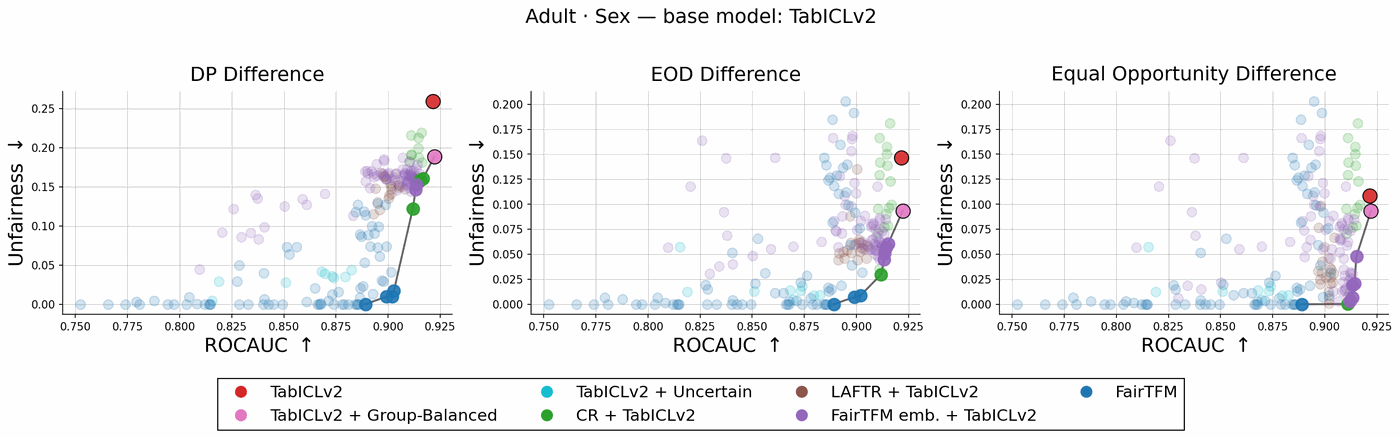 Adult · Sex — base model: TabICLv2
DP Difference
Unfairness ↓
0.25
0.20
0.15
0.10
0.05
0.00
0.750 0.775 0.800 0.825 0.850 0.875 0.900 0.925
ROCAUC ↑
EOD Difference
Unfairness ↓
0.200
0.175
0.150
0.125
0.100
0.075
0.050
0.025
0.000
0.750 0.775 0.800 0.825 0.850 0.875 0.900 0.925
ROCAUC ↑
Equal Opportunity Difference
Unfairness ↓
0.200
0.175
0.150
0.125
0.100
0.075
0.050
0.025
0.000
0.750 0.775 0.800 0.825 0.850 0.875 0.900 0.925
ROCAUC ↑
TabICLv2
TabICLv2 + Group-Balanced
TabICLv2 + Uncertain
CR + TabICLv2
LAFTR + TabICLv2
FairTFM emb. + TabICLv2
FairTFM